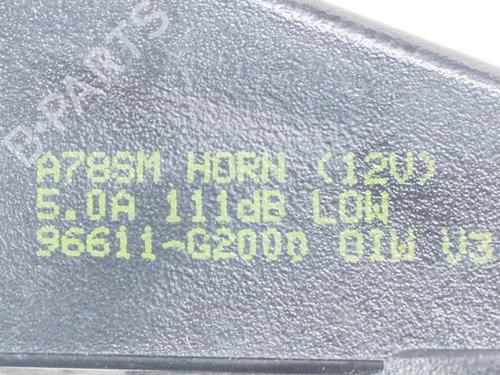 B-PARTS
A78SM HORN (12V)
5.0A 111dB LOW
96611-G2000 OIW V3